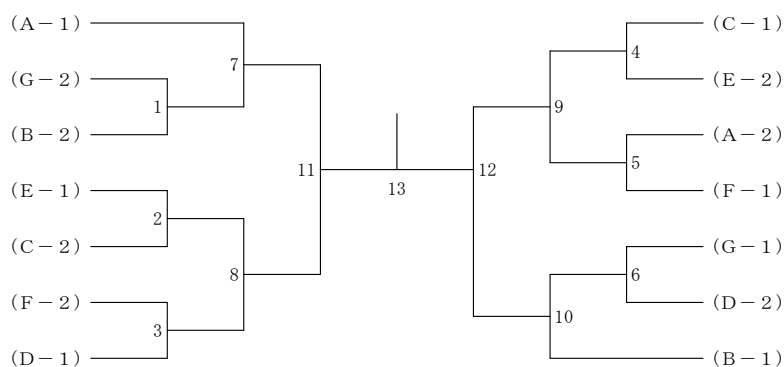 (A-1)
(G-2)
(B-2)
(E-1)
(C-2)
(F-2)
(D-1)
1
2
3
7
8
11
13
12
9
10
4
5
6
(C-1)
(E-2)
(A-2)
(F-1)
(G-1)
(D-2)
(B-1)